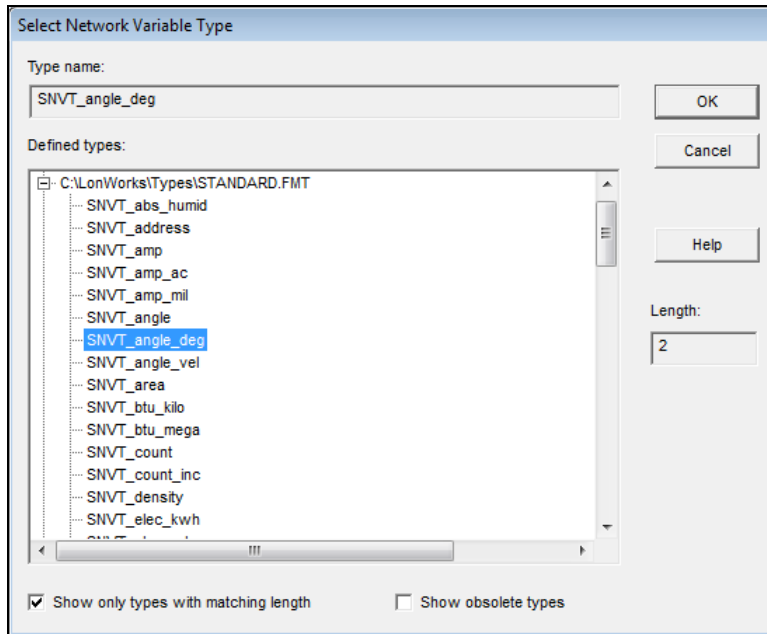 Select Network Variable Type
Type name:
SNVT_angle_deg
OK
Defined types:
Cancel
C:\LonWorks\Types\STANDARD.FMT
SNVT_abs_humid
SNVT_address
SNVT_amp
Help
SNVT_amp_ac
SNVT_amp_mil
SNVT_angle
Length:
SNVT_angle_deg
2
SNVT_angle_vel
SNVT_area
SNVT_btu_kilo
SNVT_btu_mega
SNVT_count
SNVT_count_inc
SNVT_density
SNVT_elec_kwh
Show only types with matching length
Show obsolete types